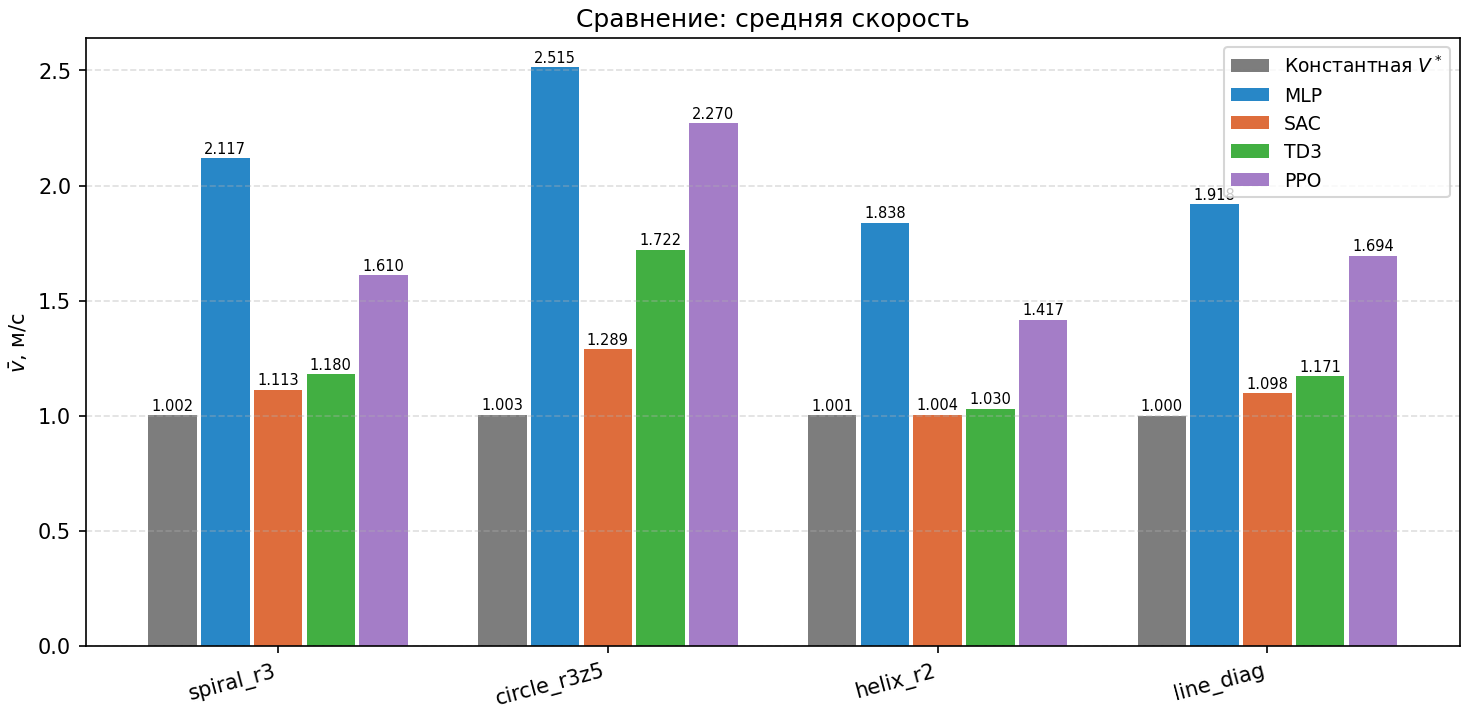 Сравнение: средняя скорость
Константная V*
MLP
SAC
TD3
PPO
v̄, м/с
2.5
2.0
1.5
1.0
0.5
0.0
1.002
2.117
1.113
1.180
1.610
1.003
2.515
1.289
1.722
2.270
1.001
1.838
1.004
1.030
1.417
1.000
1.918
1.098
1.171
1.694
spiral_r3
circle_r3z5
helix_r2
line_diag